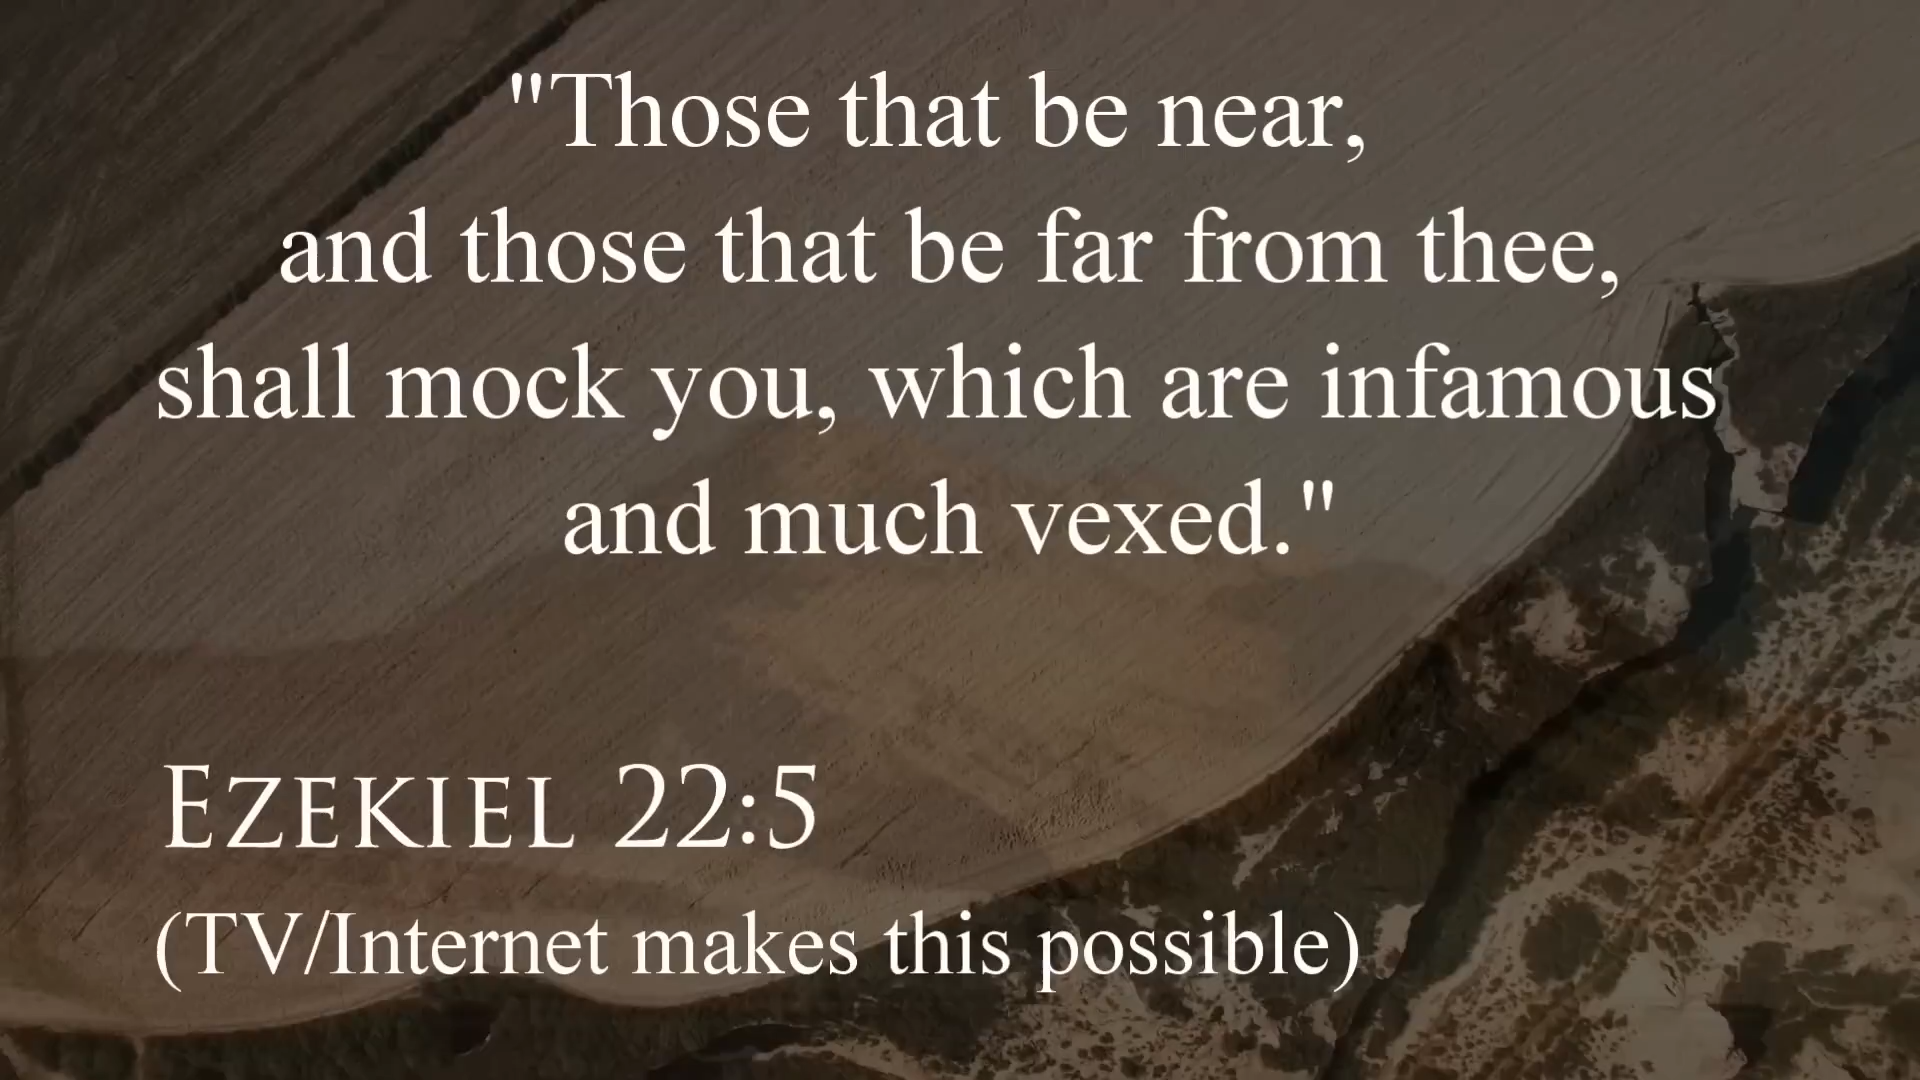 "Those that be near,
and those that be far from thee,
shall mock you, which are infamous
and much vexed."
EZEKIEL 22:5
(TV/Internet makes this possible)